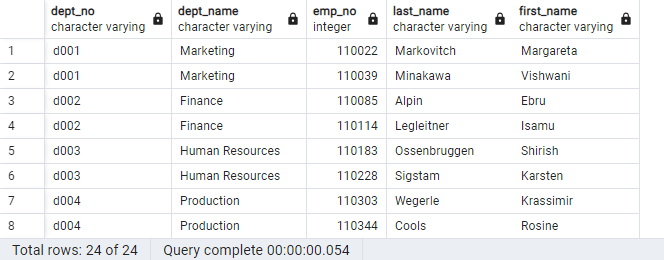 dept_no dept_name emp_no last_name first_name
character varying character varying integer character varying character varying
1 d001 Marketing 110022 Markovitch Margareta
2 d001 Marketing 110039 Minakawa Vishwani
3 d002 Finance 110085 Alpin Ebru
4 d002 Finance 110114 Legleitner Isamu
5 d003 Human Resources 110183 Ossenbruggen Shirish
6 d003 Human Resources 110228 Sigstam Karsten
7 d004 Production 110303 Wegerle Krassimir
8 d004 Production 110344 Cools Rosine
Total rows: 24 of 24 Query complete 00:00:00.054